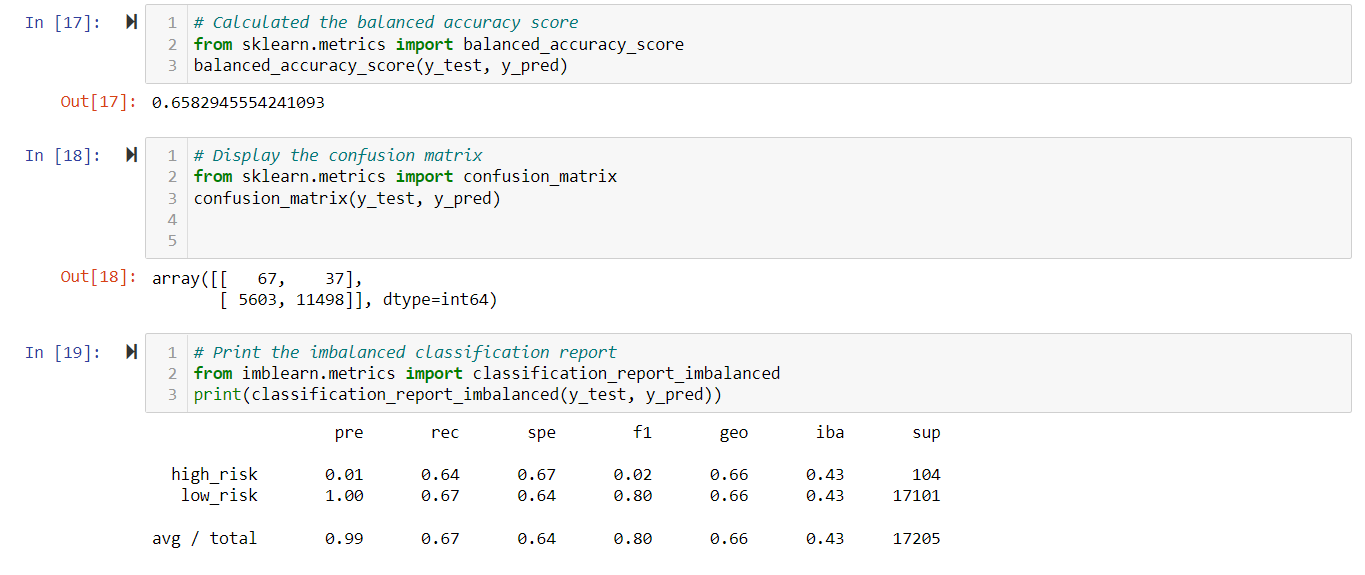 In [17]:
1 # Calculated the balanced accuracy score
2 from sklearn.metrics import balanced_accuracy_score
3 balanced_accuracy_score(y_test, y_pred)
Out[17]: 0.6582945554241093
In [18]:
1 # Display the confusion matrix
2 from sklearn.metrics import confusion_matrix
3 confusion_matrix(y_test, y_pred)
4
5
Out[18]: array([[   67,    37],
       [ 5603, 11498]], dtype=int64)
In [19]:
1 # Print the imbalanced classification report
2 from imblearn.metrics import classification_report_imbalanced
3 print(classification_report_imbalanced(y_test, y_pred))
pre rec spe f1 geo iba sup
high_risk 0.01 0.64 0.67 0.02 0.66 0.43 104
low_risk 1.00 0.67 0.64 0.80 0.66 0.43 17101
avg / total 0.99 0.67 0.64 0.80 0.66 0.43 17205